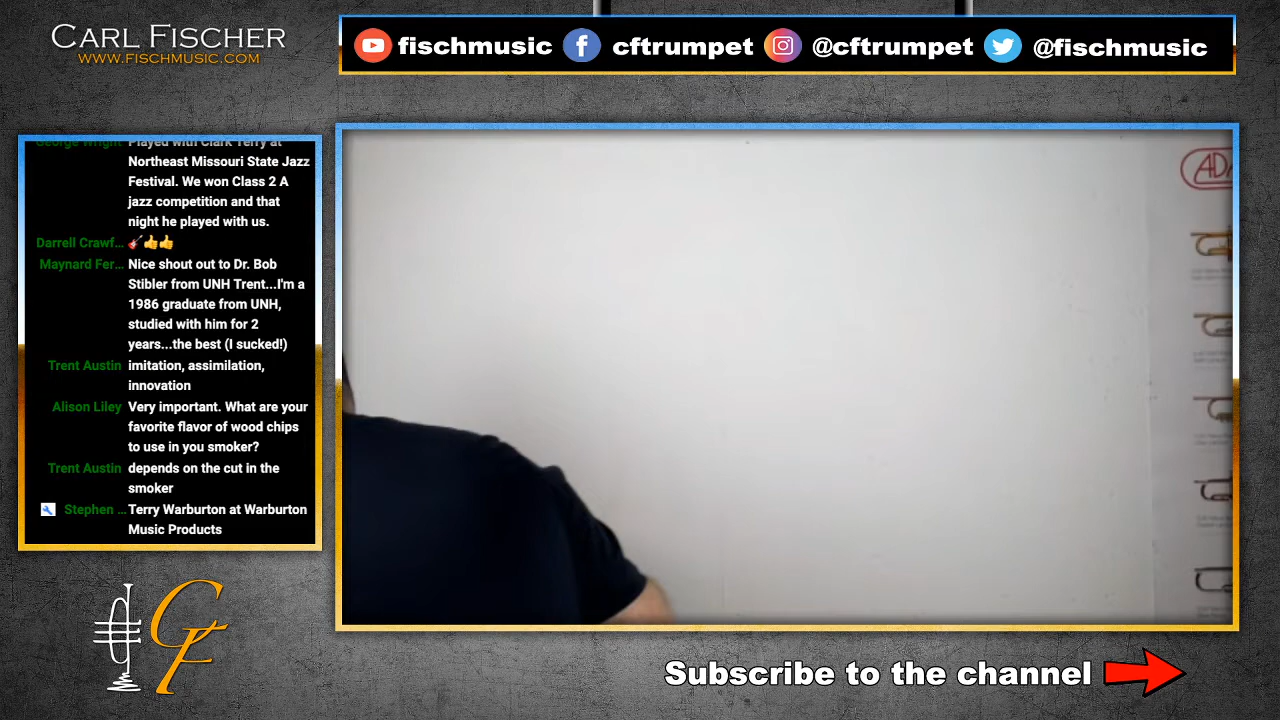 CARL FISCHER
WWW.FISCHMUSIC.COM
fischmusic cftrumpet @cftrumpet @fischmusic
George Wright Played with Clark Terry at
Northeast Missouri State Jazz
Festival. We won Class 2 A
jazz competition and that
night he played with us.
Darrell Crawf... 🎸👍👍
Maynard Fer... Nice shout out to Dr. Bob
Stibler from UNH Trent...I'm a
1986 graduate from UNH,
studied with him for 2
years...the best (I sucked!)
Trent Austin imitation, assimilation,
innovation
Alison Liley Very important. What are your
favorite flavor of wood chips
to use in you smoker?
Trent Austin depends on the cut in the
smoker
Stephen ... Terry Warburton at Warburton
Music Products
ADA
CF
Subscribe to the channel